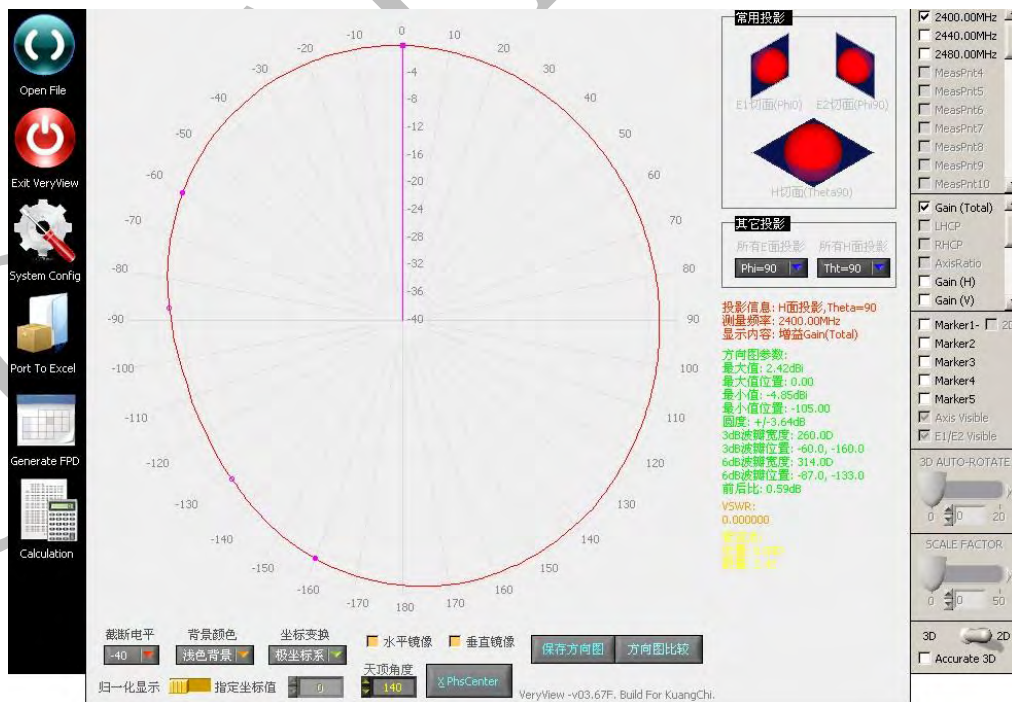 Open File
Exit VeryView
System Config
Port To Excel
Generate FPD
Calculation
0
10
20
30
40
50
60
70
80
90
100
110
120
130
140
150
160
170
180
-170
-160
-150
-140
-130
-120
-110
-100
-90
-80
-70
-60
-50
-40
-30
-20
-10
-4
-8
-12
-16
-20
-24
-28
-32
-36
-40
常用投影
E1切面(Phi0) E2切面(Phi90)
H切面(Theta90)
其它投影
所有E面投影 所有H面投影
Phi=90 Tht=90
投影信息: H面投影,Theta=90
测量频率: 2400.00MHz
显示内容: 增益Gain(Total)
方向图参数:
最大值: 2.42dBi
最大值位置: 0.00
最小值: -4.85dBi
最小值位置: -105.00
圆度: +/-3.64dB
3dB波瓣宽度: 260.0D
3dB波瓣位置: -60.0, -160.0
6dB波瓣宽度: 314.0D
6dB波瓣位置: -87.0, -133.0
前后比: 0.59dB
VSWR:
0.000000
2400.00MHz
2440.00MHz
2480.00MHz
MeasPnt4
MeasPnt5
MeasPnt6
MeasPnt7
MeasPnt8
MeasPnt9
MeasPnt10
Gain (Total)
LHCP
RHCP
AxisRatio
Gain (H)
Gain (V)
Marker1- 20
Marker2
Marker3
Marker4
Marker5
Axis Visible
E1/E2 Visible
3D AUTO-ROTATE
0 0 20
SCALE FACTOR
0 0 50
3D 2D
Accurate 3D
截断电平 背景颜色 坐标变换 水平镜像 垂直镜像 保存方向图 方向图比较
-40 浅色背景 极坐标系 天顶角度
归一化显示 指定坐标值 0 140 X PhsCenter
VeryView -v03.67F. Build For KuangChi.